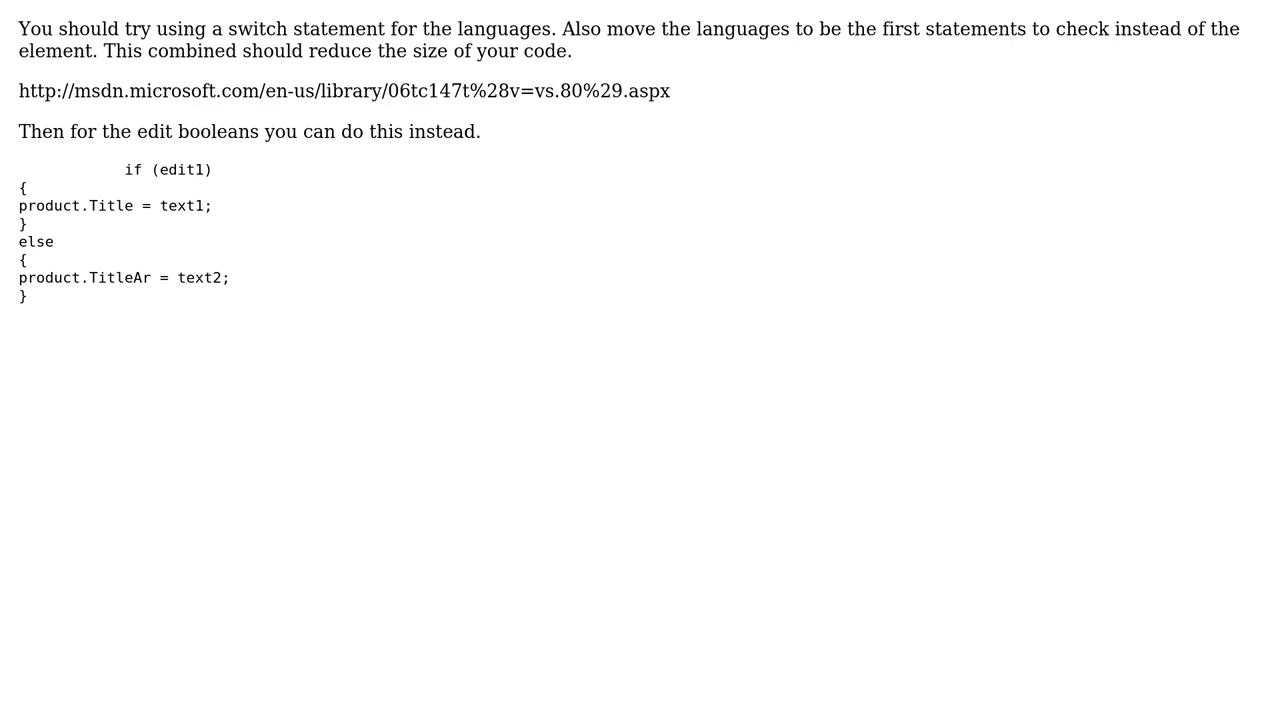 You should try using a switch statement for the languages. Also move the languages to be the first statements to check instead of the
element. This combined should reduce the size of your code.
http://msdn.microsoft.com/en-us/library/06tc147t%28v=vs.80%29.aspx
Then for the edit booleans you can do this instead.
            if (edit1)
{
product.Title = text1;
}
else
{
product.TitleAr = text2;
}